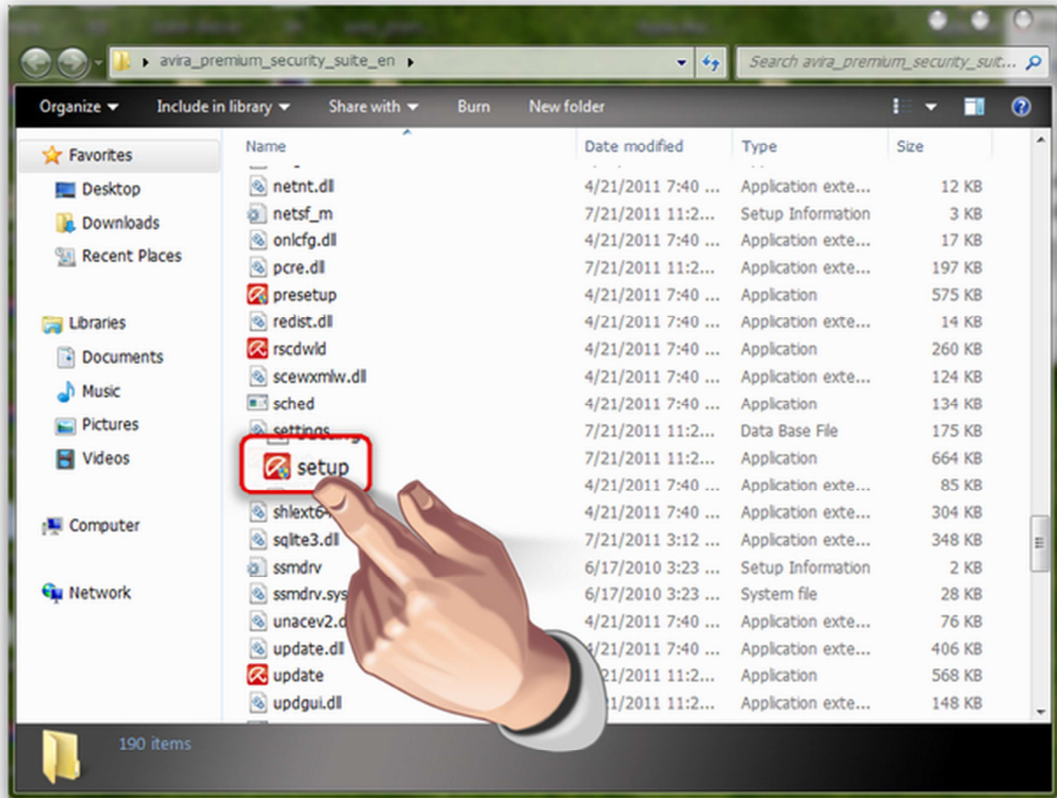 avira_premium_security_suite_en
Search avira_premium_security_suit...
Organize Include in library Share with Burn New folder
Favorites
Desktop
Downloads
Recent Places
Libraries
Documents
Music
Pictures
Videos
Computer
Network
Name Date modified Type Size
netnt.dll 4/21/2011 7:40 ... Application exte... 12 KB
netsf_m 7/21/2011 11:2... Setup Information 3 KB
onlcfg.dll 4/21/2011 7:40 ... Application exte... 17 KB
pcre.dll 7/21/2011 11:2... Application exte... 197 KB
presetup 4/21/2011 7:40 ... Application 575 KB
redist.dll 4/21/2011 7:40 ... Application exte... 14 KB
rscdwld 4/21/2011 7:40 ... Application 260 KB
scewxmlw.dll 4/21/2011 7:40 ... Application exte... 124 KB
sched 4/21/2011 7:40 ... Application 134 KB
settings 7/21/2011 11:2... Data Base File 175 KB
setup 7/21/2011 11:2... Application 664 KB
4/21/2011 7:40 ... Application exte... 85 KB
shlext64 4/21/2011 7:40 ... Application exte... 304 KB
sqlite3.dll 7/21/2011 3:12 ... Application exte... 348 KB
ssmdrv 6/17/2010 3:23 ... Setup Information 2 KB
ssmdrv.sys 6/17/2010 3:23 ... System file 28 KB
unacev2.d 4/21/2011 7:40 ... Application exte... 76 KB
update.dll 4/21/2011 7:40 ... Application exte... 406 KB
update 21/2011 11:2... Application 568 KB
updgui.dll 1/2011 11:2... Application exte... 148 KB
190 items